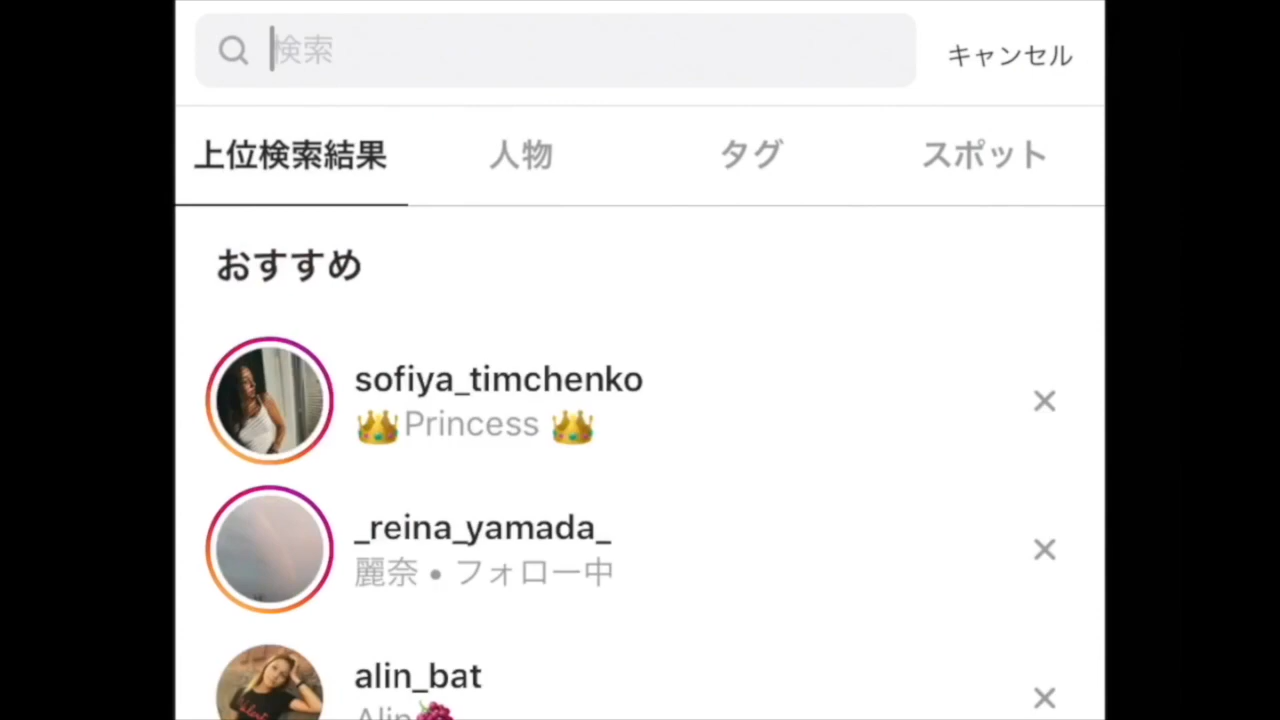 検索
キャンセル
上位検索結果 人物 タグ スポット
おすすめ
sofiya_timchenko
👑Princess 👑
_reina_yamada_
麗奈 • フォロー中
alin_bat
Alin🍇